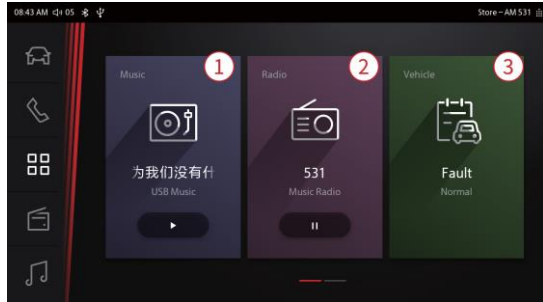 08:43 AM 05
Store – AM 531
Music
1
Radio
2
Vehicle
3
为我们没有什
531
Fault
USB Music
Music Radio
Normal